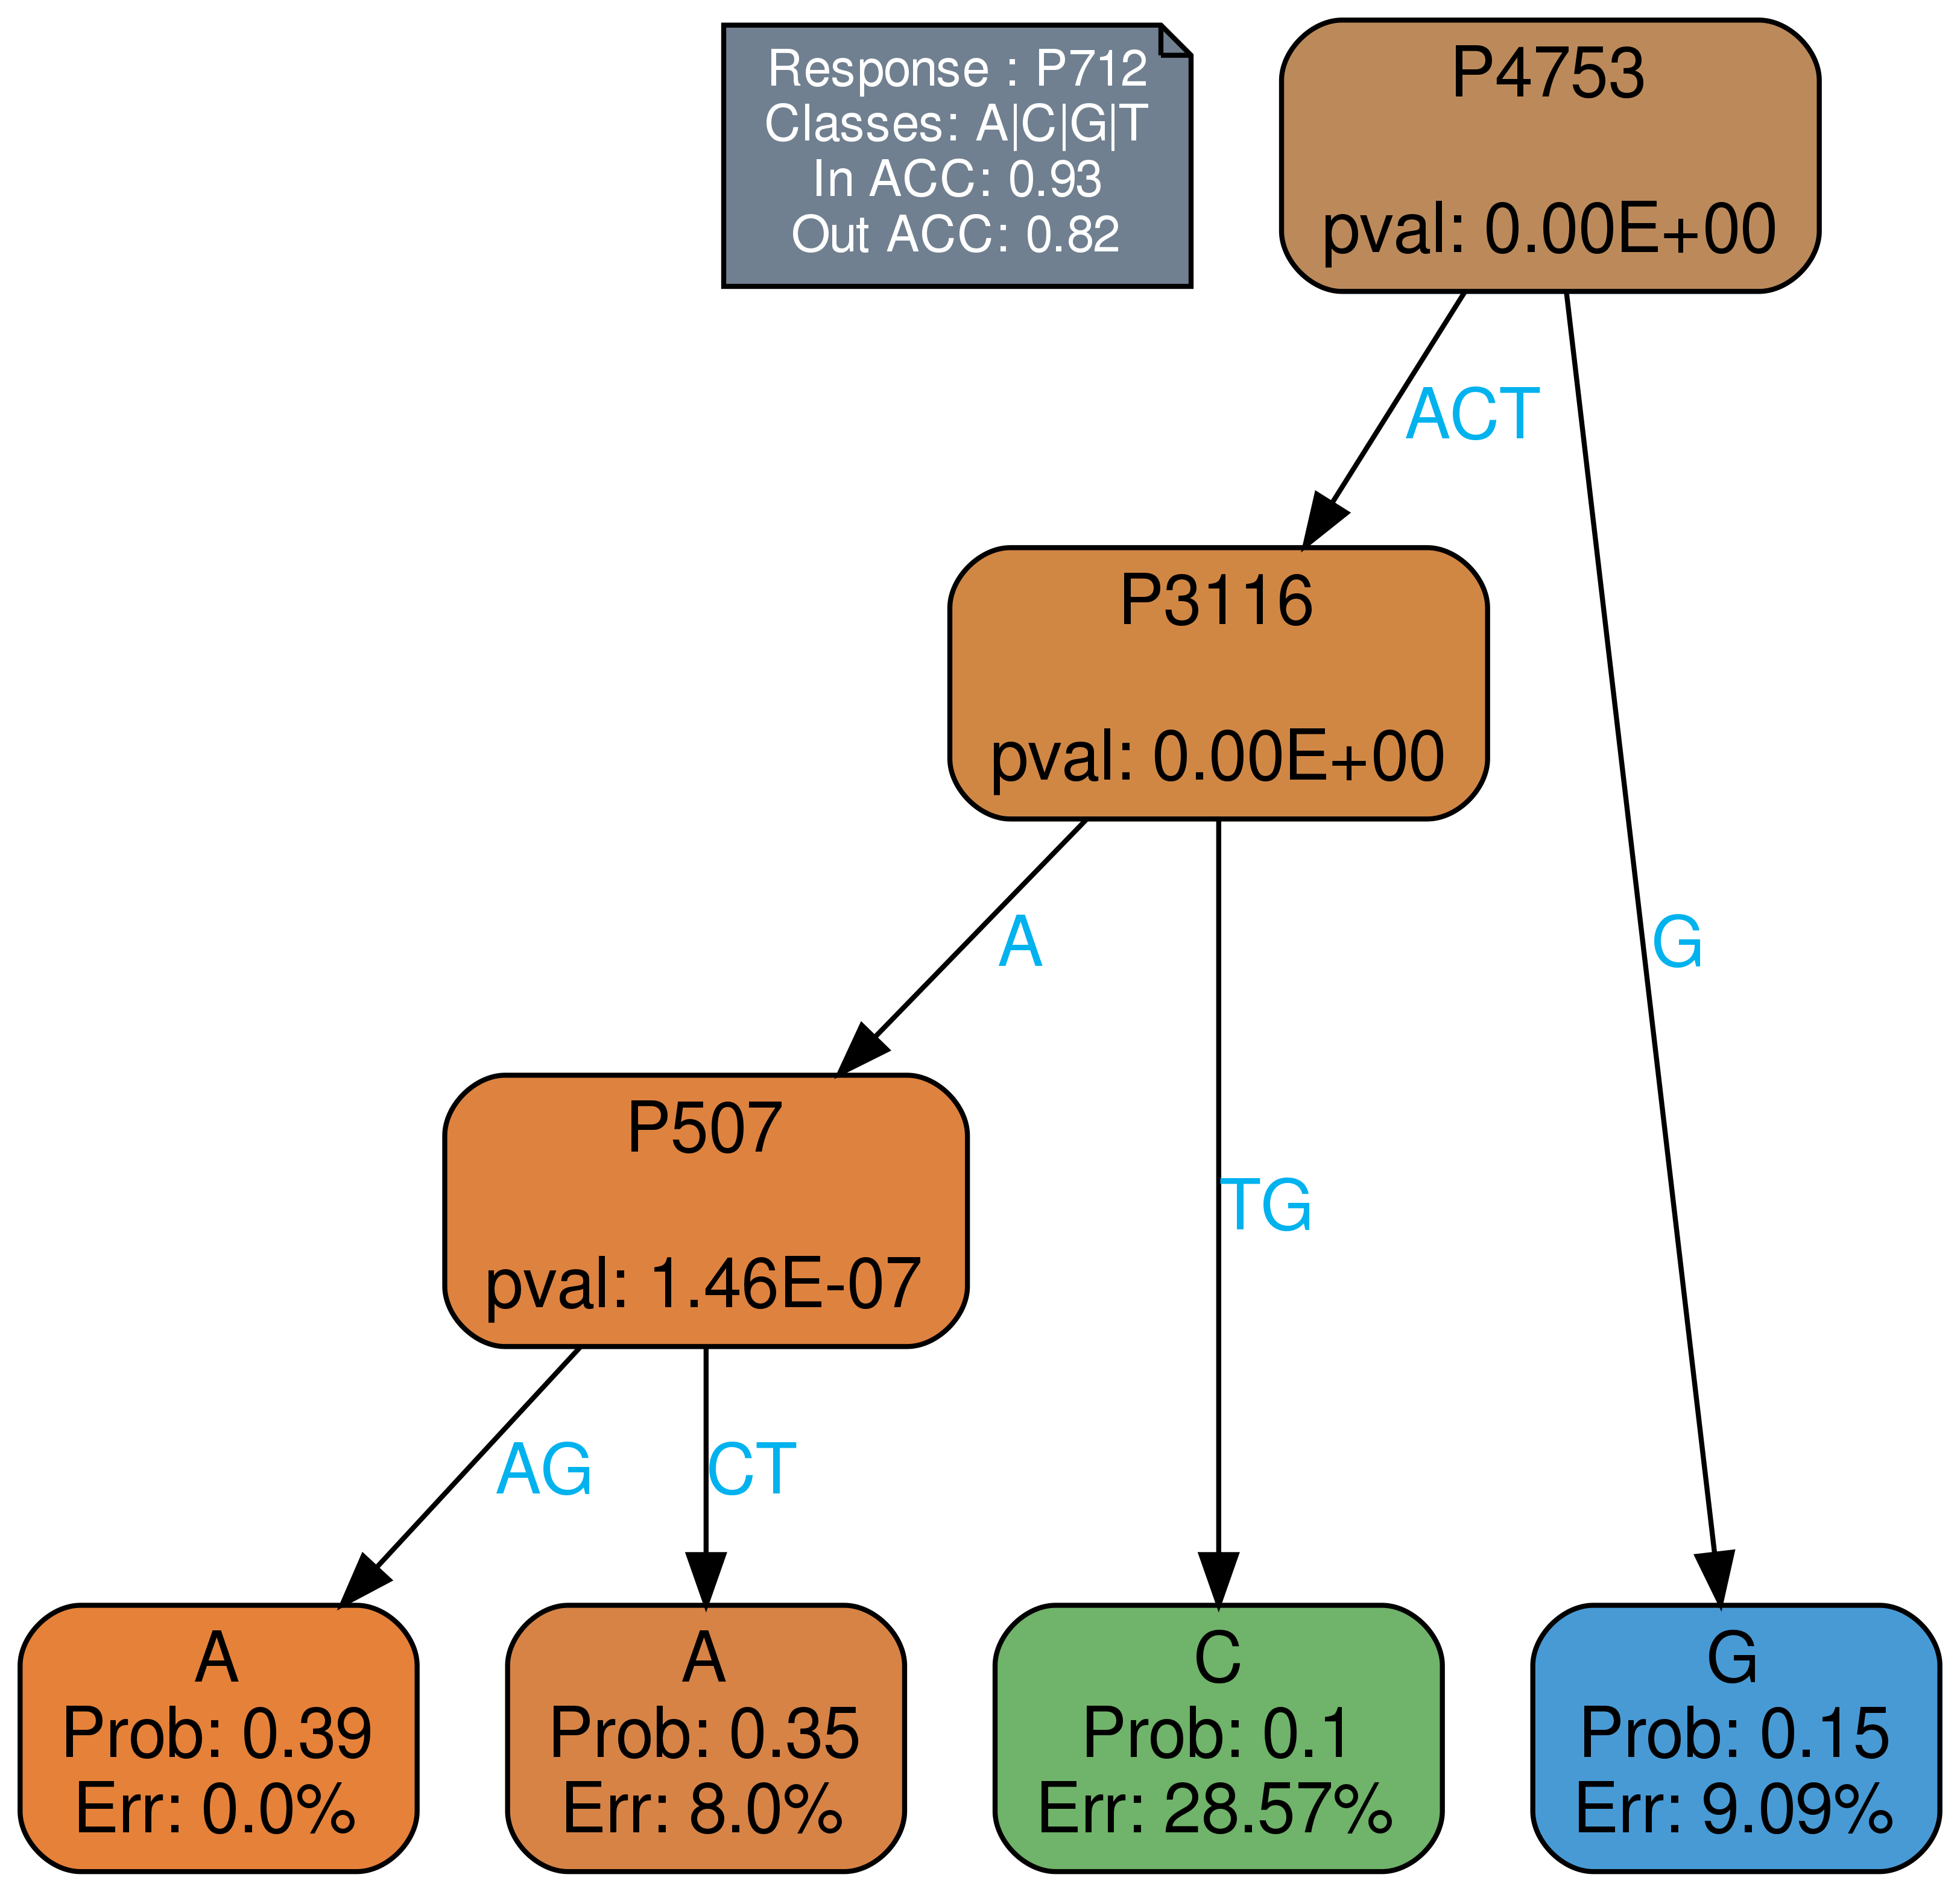 Response : P712
Classes: A|C|G|T
In ACC: 0.93
Out ACC: 0.82
P4753
pval: 0.00E+00
ACT
P3116
pval: 0.00E+00
A
G
P507
pval: 1.46E-07
TG
AG
CT
A
Prob: 0.39
Err: 0.0%
A
Prob: 0.35
Err: 8.0%
C
Prob: 0.1
Err: 28.57%
G
Prob: 0.15
Err: 9.09%